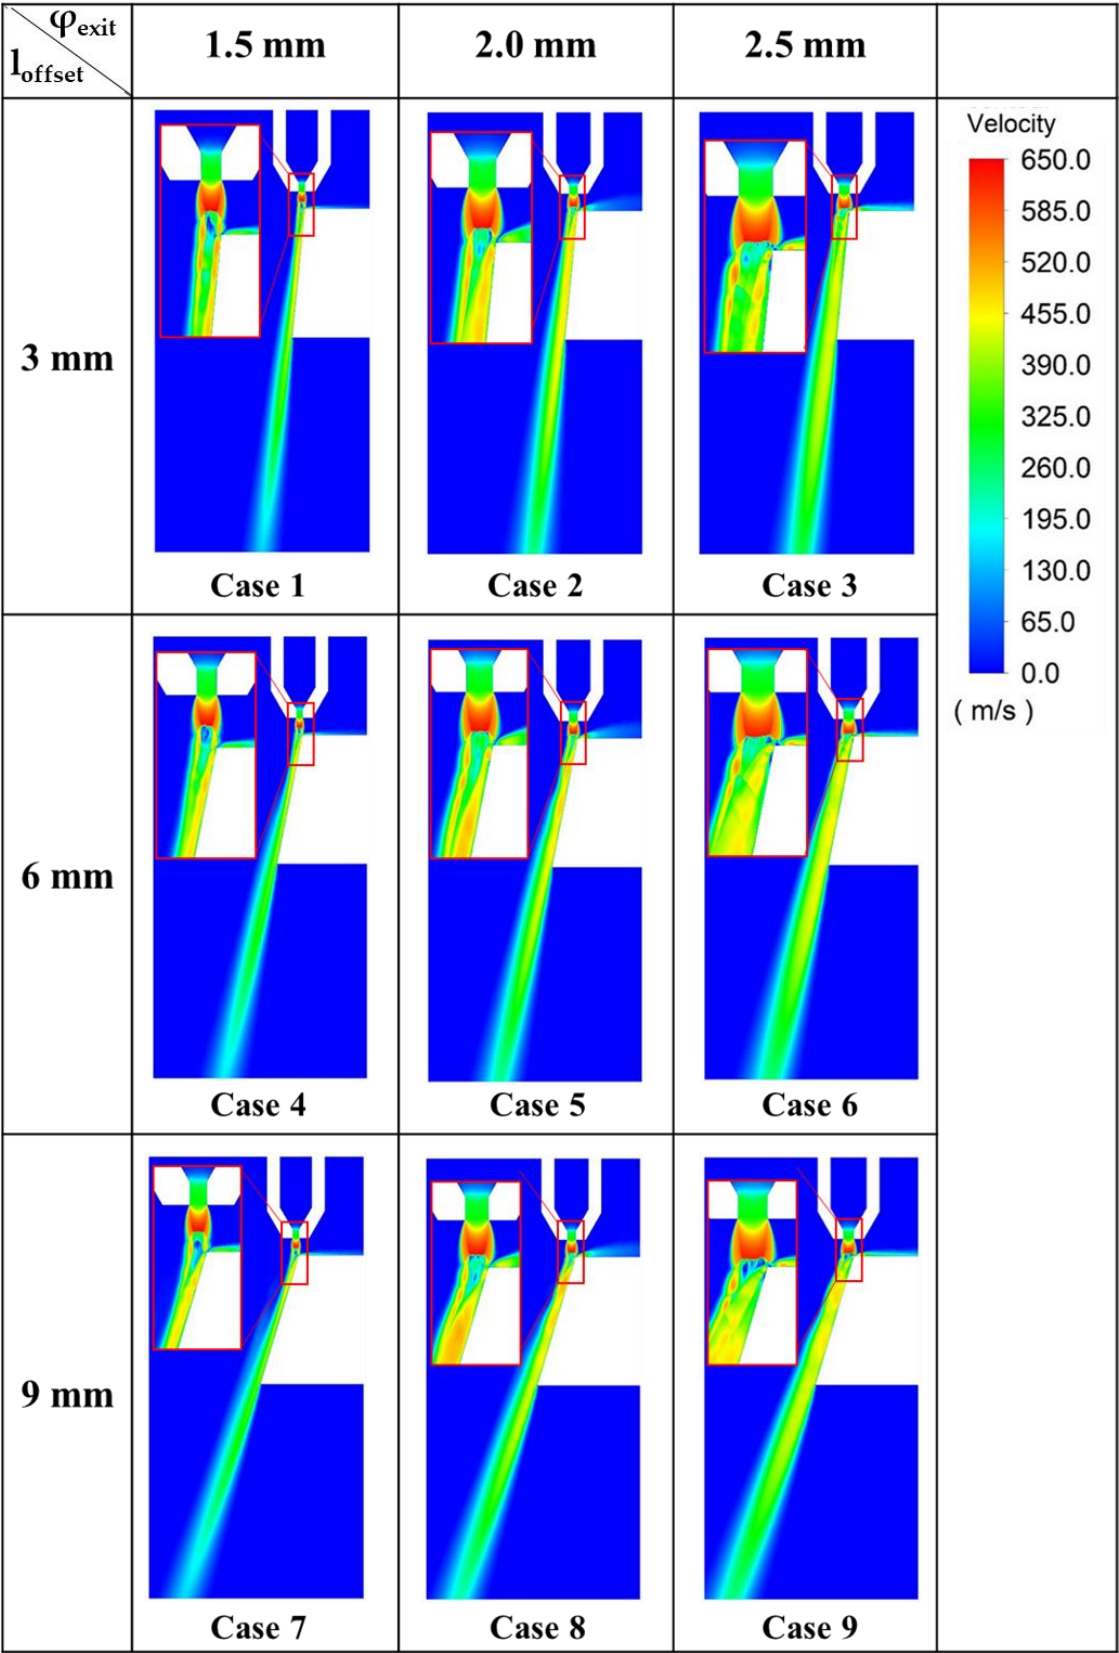 φexit
loffset
1.5 mm
2.0 mm
2.5 mm
3 mm
Case 1
Case 2
Case 3
Velocity
650.0
585.0
520.0
455.0
390.0
325.0
260.0
195.0
130.0
65.0
0.0
( m/s )
6 mm
Case 4
Case 5
Case 6
9 mm
Case 7
Case 8
Case 9